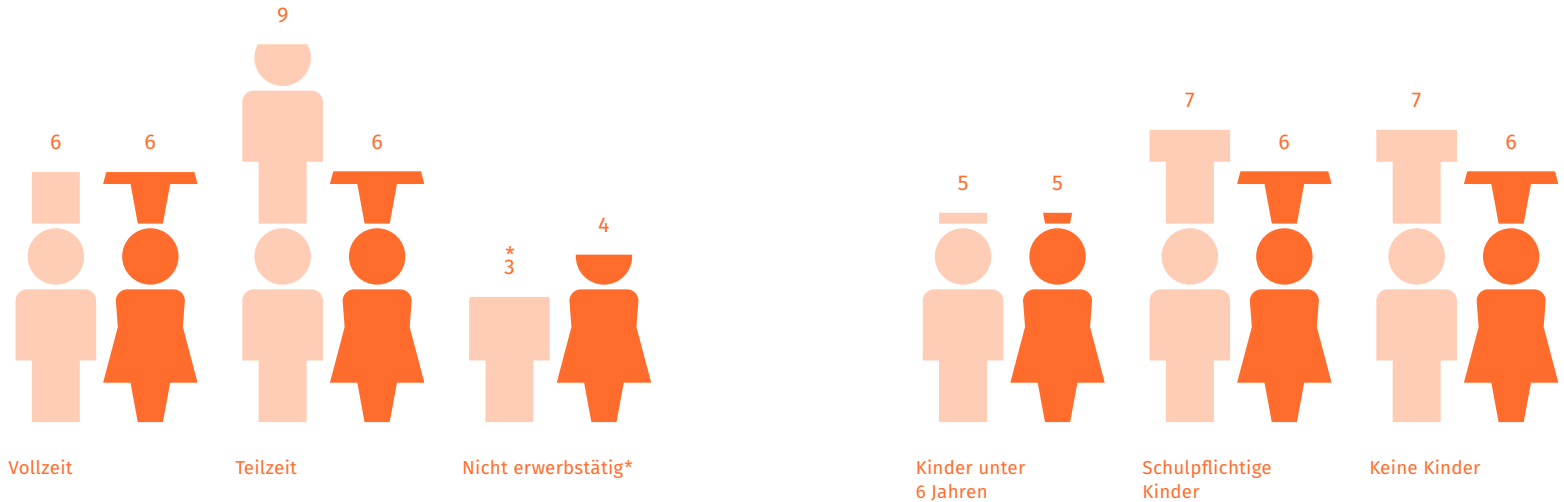 9
6
6
6
*
3
4
5
5
7
6
7
6
Vollzeit
Teilzeit
Nicht erwerbstätig*
Kinder unter
6 Jahren
Schulpflichtige
Kinder
Keine Kinder